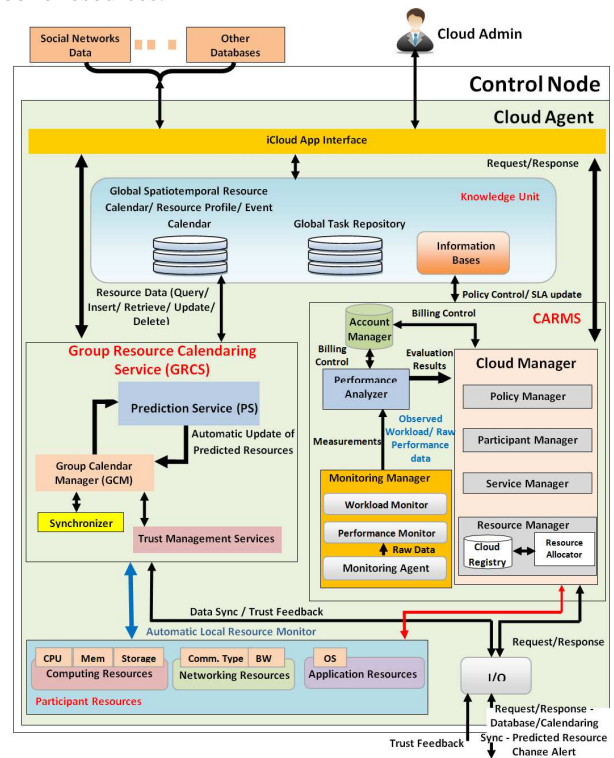 Social Networks
Data
Other
Databases
Cloud Admin
Control Node
Cloud Agent
iCloud App Interface
Request/Response
Global Spatiotemporal Resource
Calendar/ Resource Profile/ Event
Calendar
Global Task Repository
Knowledge Unit
Information
Bases
Resource Data (Query/
Insert/ Retrieve/ Update/
Delete)
Policy Control/ SLA update
Group Resource Calendaring
Service (GRCS)
Prediction Service (PS)
Automatic Update of
Predicted Resources
Group Calendar
Manager (GCM)
Synchronizer
Trust Management Services
Account
Manager
Billing Control
CARMS
Billing
Control
Evaluation
Results
Performance
Analyzer
Measurements
Observed
Workload/ Raw
Performance
data
Monitoring Manager
Workload Monitor
Performance Monitor
Raw Data
Monitoring Agent
Cloud Manager
Policy Manager
Participant Manager
Service Manager
Resource Manager
Cloud
Registry
Resource
Allocator
Data Sync / Trust Feedback
Automatic Local Resource Monitor
Request/Response
CPU
Mem
Storage
Computing Resources
Comm. Type
BW
Networking Resources
OS
Application Resources
Participant Resources
I/O
Trust Feedback
Request/Response -
Database/Calendaring
Sync - Predicted Resource
Change Alert